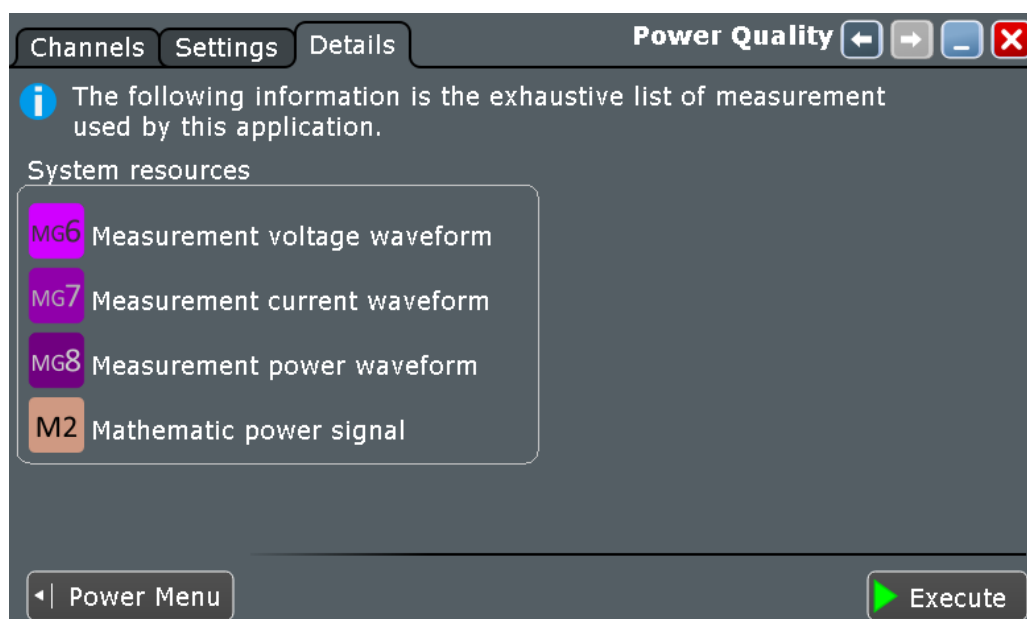 Channels Settings Details Power Quality
i The following information is the exhaustive list of measurement
used by this application.
System resources
MG6 Measurement voltage waveform
MG7 Measurement current waveform
MG8 Measurement power waveform
M2 Mathematic power signal
Power Menu Execute